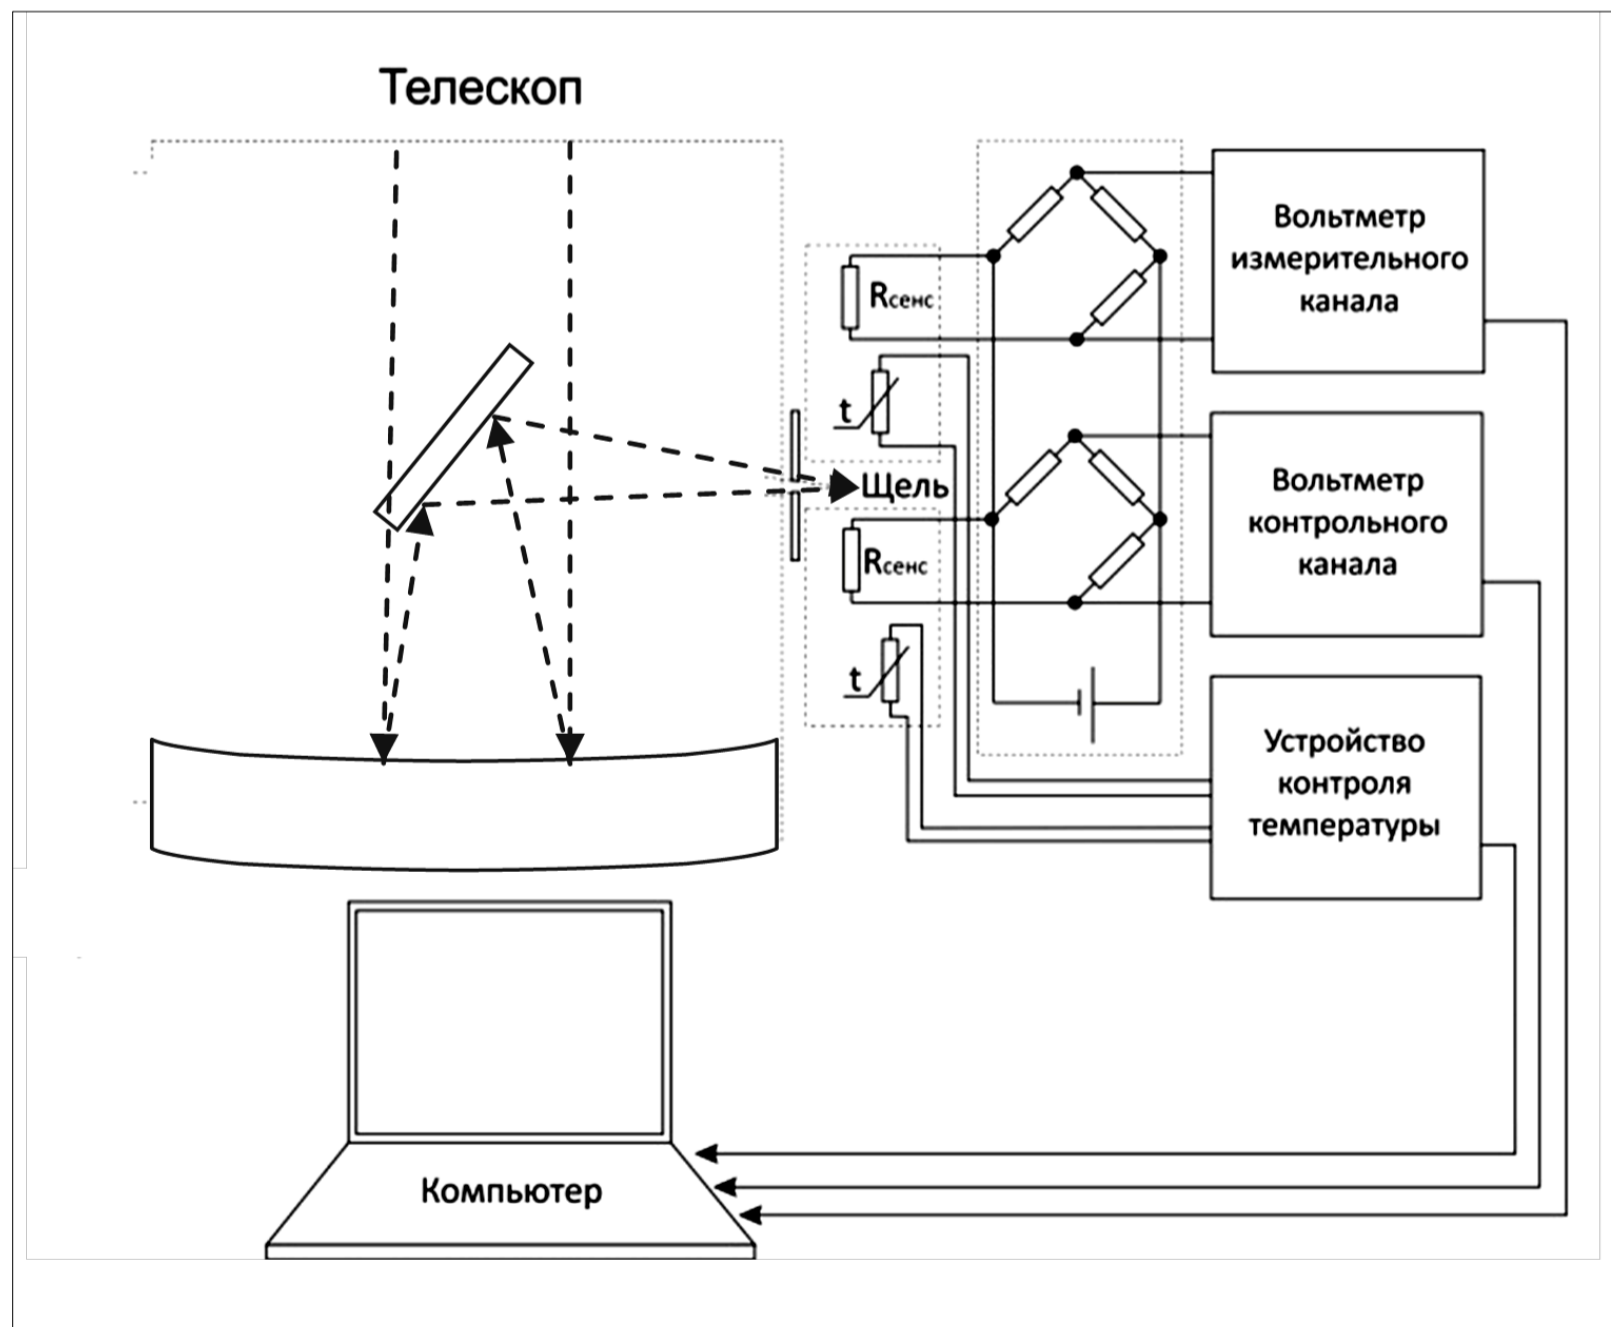 Телескоп
Вольтметр
измерительного
канала
Rсенс
t
Щель
Вольтметр
контрольного
канала
Rсенс
t
Устройство
контроля
температуры
Компьютер